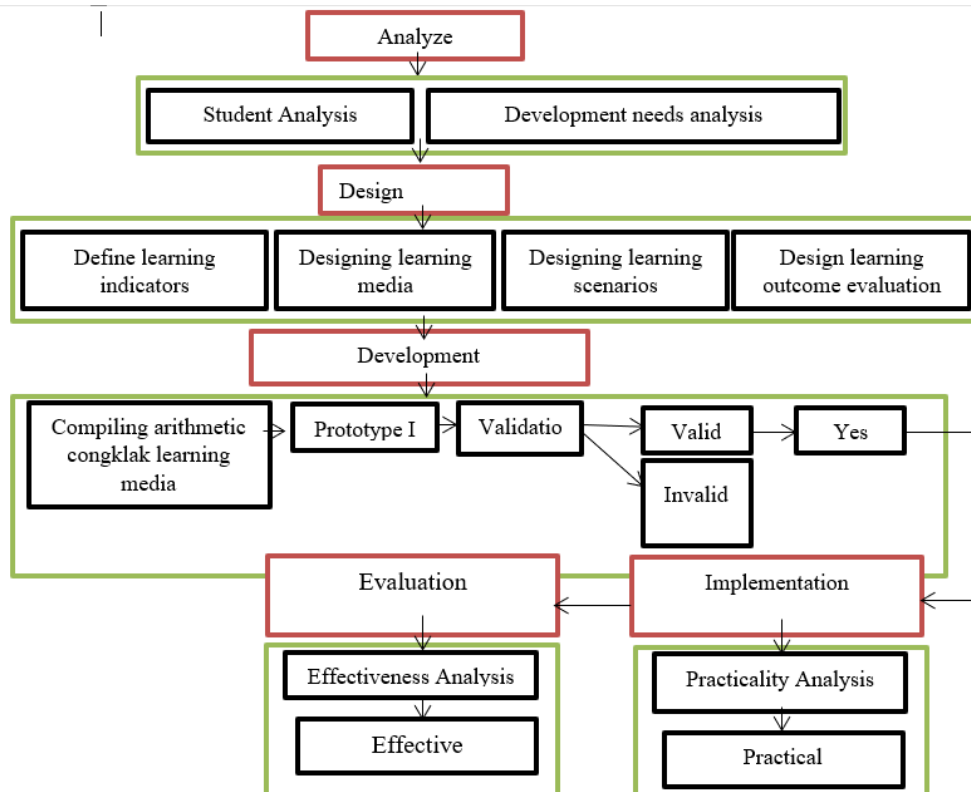 Analyze
Student Analysis
Development needs analysis
Design
Define learning
indicators
Designing learning
media
Designing learning
scenarios
Design learning
outcome evaluation
Development
Compiling arithmetic
congklak learning
media
Prototype I
Validatio
Valid
Yes
Invalid
Evaluation
Implementation
Effectiveness Analysis
Practicality Analysis
Effective
Practical